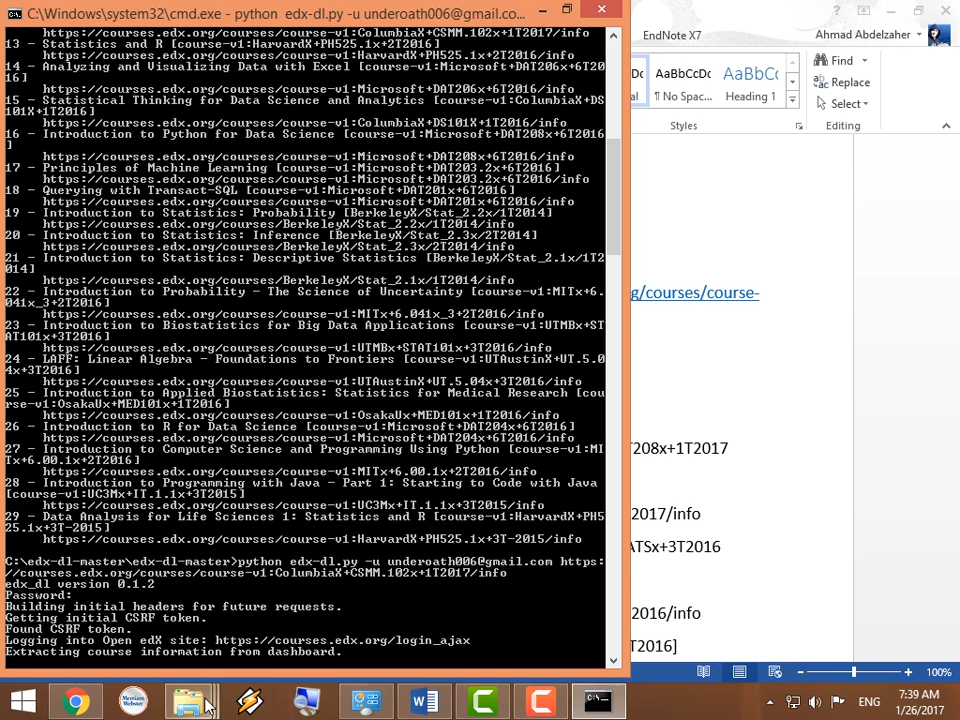 C:\Windows\system32\cmd.exe - python  edx-dl.py -u underoath006@gmail.co...
https://courses.edx.org/courses/course-v1:ColumbiaX+CSMM.102x+1T2017/info
13 - Statistics and R [course-v1:HarvardX+PH525.1x+2T2016]
https://courses.edx.org/courses/course-v1:HarvardX+PH525.1x+2T2016/info
14 - Analyzing and Visualizing Data with Excel [course-v1:Microsoft+DAT206x+6T20
16]
https://courses.edx.org/courses/course-v1:Microsoft+DAT206x+6T2016/info
15 - Statistical Thinking for Data Science and Analytics [course-v1:ColumbiaX+DS
101X+1T2016]
https://courses.edx.org/courses/course-v1:ColumbiaX+DS101X+1T2016/info
16 - Introduction to Python for Data Science [course-v1:Microsoft+DAT208x+6T2016
]
https://courses.edx.org/courses/course-v1:Microsoft+DAT208x+6T2016/info
17 - Principles of Machine Learning [course-v1:Microsoft+DAT203.2x+6T2016]
https://courses.edx.org/courses/course-v1:Microsoft+DAT203.2x+6T2016/info
18 - Querying with Transact-SQL [course-v1:Microsoft+DAT201x+6T2016]
https://courses.edx.org/courses/course-v1:Microsoft+DAT201x+6T2016/info
19 - Introduction to Statistics: Probability [BerkeleyX/Stat_2.2x/1T2014]
https://courses.edx.org/courses/BerkeleyX/Stat_2.2x/1T2014/info
20 - Introduction to Statistics: Inference [BerkeleyX/Stat_2.3x/2T2014]
https://courses.edx.org/courses/BerkeleyX/Stat_2.3x/2T2014/info
21 - Introduction to Statistics: Descriptive Statistics [BerkeleyX/Stat_2.1x/1T2
014]
https://courses.edx.org/courses/BerkeleyX/Stat_2.1x/1T2014/info
22 - Introduction to Probability - The Science of Uncertainty [course-v1:MITx+6.
041x_3+2T2016]
https://courses.edx.org/courses/course-v1:MITx+6.041x_3+2T2016/info
23 - Introduction to Biostatistics for Big Data Applications [course-v1:UTMBx+ST
AT101x+3T2016]
https://courses.edx.org/courses/course-v1:UTMBx+STAT101x+3T2016/info
24 - LAFF: Linear Algebra - Foundations to Frontiers [course-v1:UTAustinX+UT.5.0
4x+3T2016]
https://courses.edx.org/courses/course-v1:UTAustinX+UT.5.04x+3T2016/info
25 - Introduction to Applied Biostatistics: Statistics for Medical Research [cou
rse-v1:OsakaUx+MED101x+1T2016]
https://courses.edx.org/courses/course-v1:OsakaUx+MED101x+1T2016/info
26 - Introduction to R for Data Science [course-v1:Microsoft+DAT204x+6T2016]
https://courses.edx.org/courses/course-v1:Microsoft+DAT204x+6T2016/info
27 - Introduction to Computer Science and Programming Using Python [course-v1:MI
Tx+6.00.1x+2T2016]
https://courses.edx.org/courses/course-v1:MITx+6.00.1x+2T2016/info
28 - Introduction to Programming with Java - Part 1: Starting to Code with Java
[course-v1:UC3Mx+IT.1.1x+3T2015]
https://courses.edx.org/courses/course-v1:UC3Mx+IT.1.1x+3T2015/info
29 - Data Analysis for Life Sciences 1: Statistics and R [course-v1:HarvardX+PH5
25.1x+3T-2015]
https://courses.edx.org/courses/course-v1:HarvardX+PH525.1x+3T-2015/info
C:\edx-dl-master\edx-dl-master>python edx-dl.py -u underoath006@gmail.com https:
//courses.edx.org/courses/course-v1:ColumbiaX+CSMM.102x+1T2017/info
edx_dl version 0.1.2
Password:
Building initial headers for future requests.
Getting initial CSRF token.
Found CSRF token.
Logging into Open edX site: https://courses.edx.org/login_ajax
Extracting course information from dashboard.
EndNote X7
Ahmad Abdelzaher
AaBbCcDc
AaBbCc
¶ No Spac...
Heading 1
Styles
Find
Replace
Select
Editing
g/courses/course-
T208x+1T2017
2017/info
ATSx+3T2016
2016/info
T2016]
100%
Merriam
Webster
ENG
7:39 AM
1/26/2017